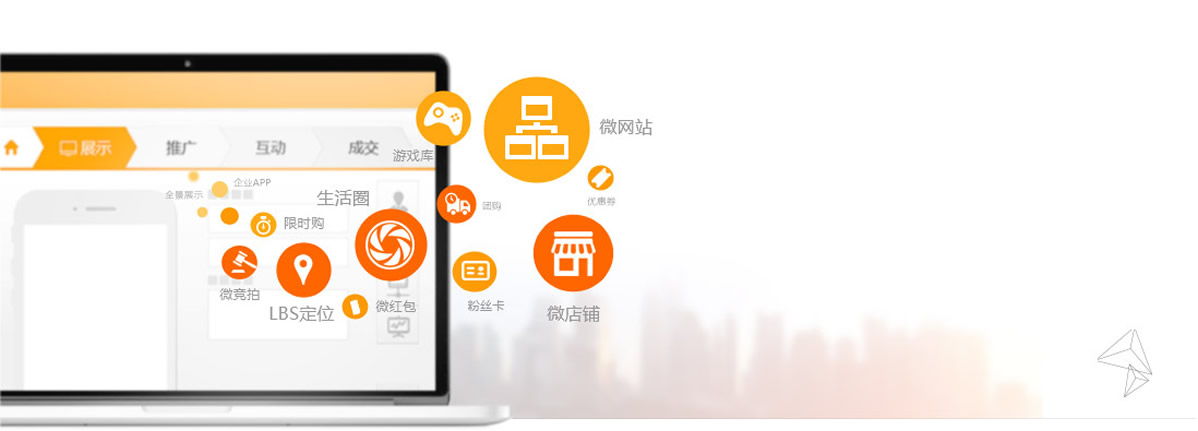 展示
推广
互动
成交
游戏库
微网站
企业APP
全景展示
生活圈
优惠券
团购
限时购
微竞拍
LBS定位
微红包
粉丝卡
微店铺